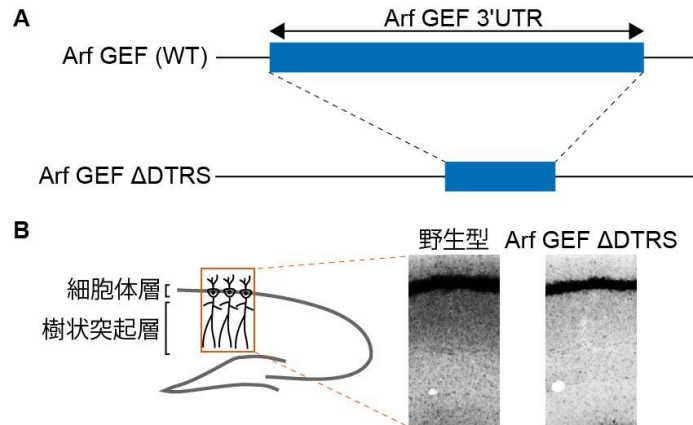 A
Arf GEF 3'UTR
Arf GEF (WT)
Arf GEF ΔDTRS
B
野生型
Arf GEF ΔDTRS
細胞体層
樹状突起層